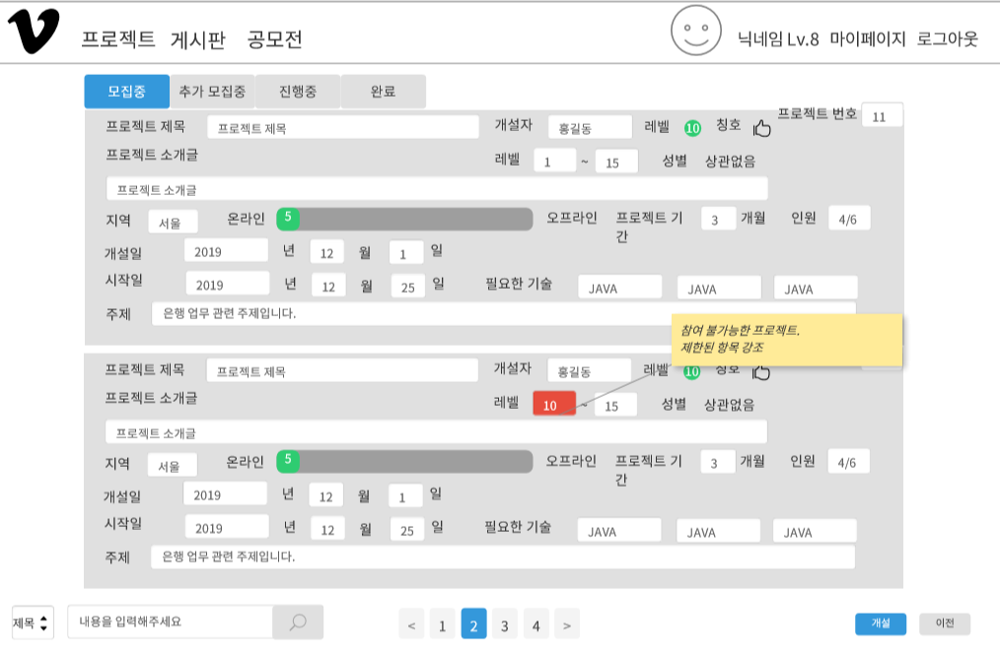 프로젝트 게시판 공모전 닉네임 Lv.8 마이페이지 로그아웃
모집중 추가 모집중 진행중 완료
프로젝트 제목 프로젝트 제목 개설자 홍길동 레벨 10 칭호 프로젝트 번호 11
프로젝트 소개글 레벨 1 ~ 15 성별 상관없음
프로젝트 소개글
지역 서울 온라인 5 오프라인 프로젝트 기 3 개월 인원 4/6
간
개설일 2019 년 12 월 1 일
시작일 2019 년 12 월 25 일 필요한 기술 JAVA JAVA JAVA
주제 은행 업무 관련 주제입니다.
참여 불가능한 프로젝트.
제한된 항목 강조
프로젝트 제목 프로젝트 제목 개설자 홍길동 레벨 10 칭호
프로젝트 소개글 레벨 10 ~ 15 성별 상관없음
프로젝트 소개글
지역 서울 온라인 5 오프라인 프로젝트 기 3 개월 인원 4/6
간
개설일 2019 년 12 월 1 일
시작일 2019 년 12 월 25 일 필요한 기술 JAVA JAVA JAVA
주제 은행 업무 관련 주제입니다.
제목 내용을 입력해주세요 < 1 2 3 4 > 개설 이전